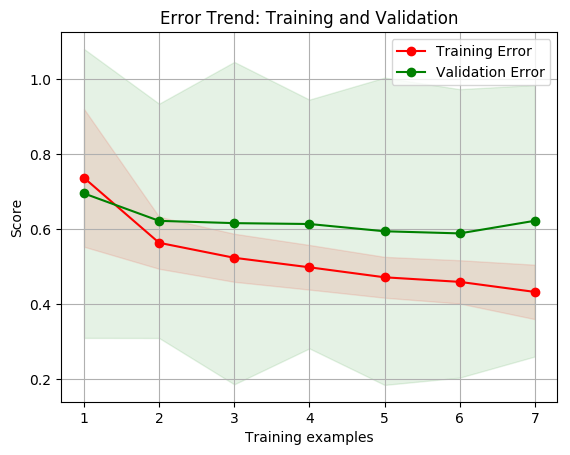 Error Trend: Training and Validation
Training Error
Validation Error
1.0
0.8
0.6
0.4
0.2
Score
1 2 3 4 5 6 7
Training examples